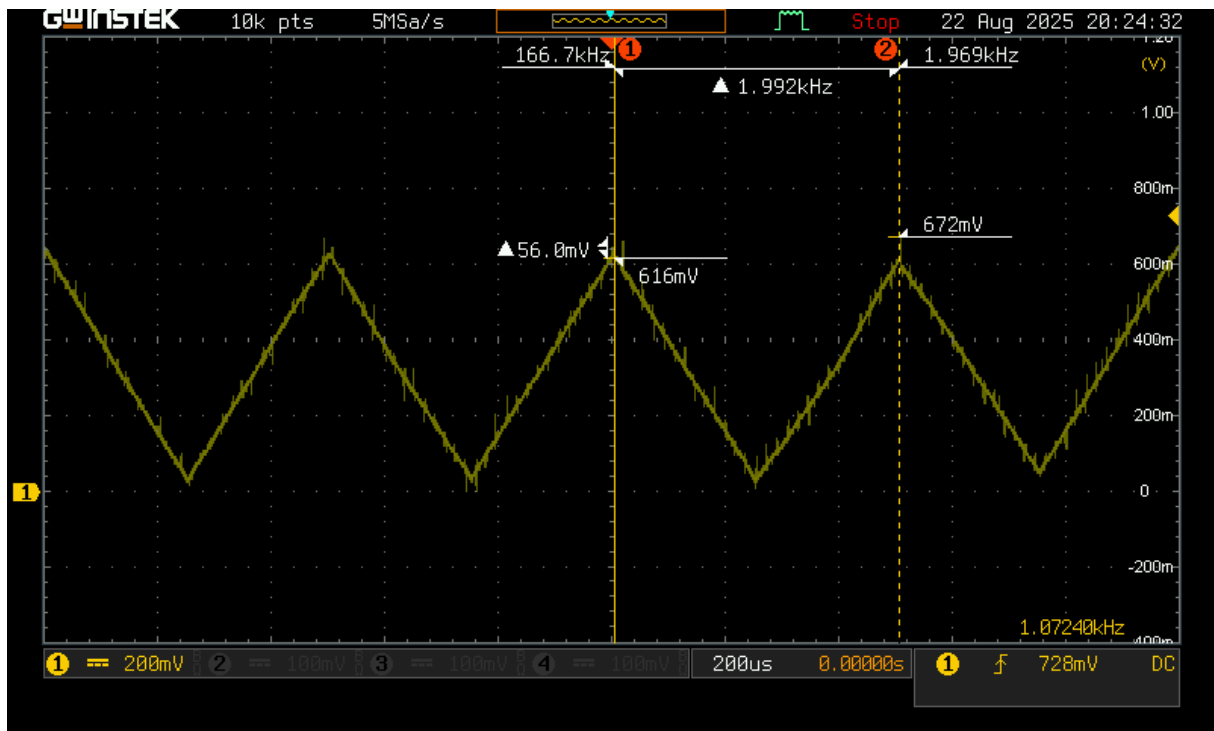 GWINSTEK 10k pts 5MSa/s Stop 22 Aug 2025 20:24:32
166.7kHz 1 2 1.969kHz
(V)
▲ 1.992kHz
1.00
800m
672mV
▲56.0mV
616mV
600m
400m
200m
1 0
-200m
1.07240kHz
-400m
1 200mV 2 100mV 3 100mV 4 100mV 200us 0.00000s 1 728mV DC